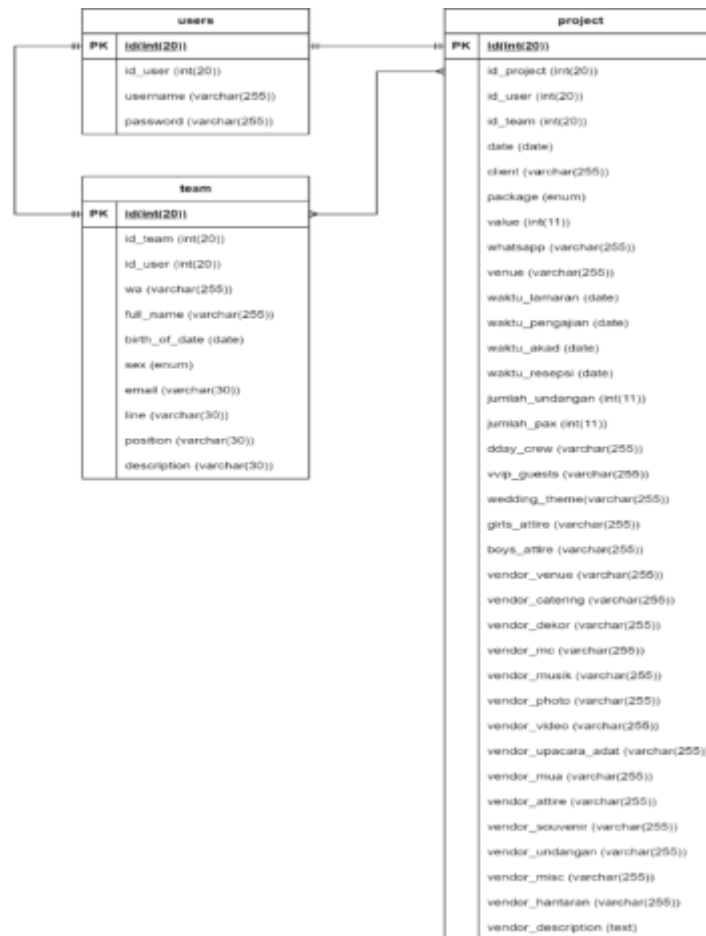 users
PK id(int(20))
id_user (int(20))
username (varchar(255))
password (varchar(255))
team
PK id(int(20))
id_team (int(20))
id_user (int(20))
wa (varchar(255))
full_name (varchar(255))
birth_of_date (date)
sex (enum)
email (varchar(30))
line (varchar(30))
position (varchar(30))
description (varchar(30))
project
PK id(int(20))
id_project (int(20))
id_user (int(20))
id_team (int(20))
date (date)
client (varchar(255))
package (enum)
value (int(11))
whatsapp (varchar(255))
venue (varchar(255))
waktu_lamaran (date)
waktu_pengajian (date)
waktu_akad (date)
waktu_resepsi (date)
jumlah_undangan (int(11))
jumlah_pax (int(11))
dday_crew (varchar(255))
vvip_guests (varchar(255))
wedding_theme(varchar(255))
girls_attire (varchar(255))
boys_attire (varchar(255))
vendor_venue (varchar(255))
vendor_catering (varchar(255))
vendor_dekor (varchar(255))
vendor_mc (varchar(255))
vendor_musik (varchar(255))
vendor_photo (varchar(255))
vendor_video (varchar(255))
vendor_upacara_adat (varchar(255))
vendor_mua (varchar(255))
vendor_attire (varchar(255))
vendor_souvenir (varchar(255))
vendor_undangan (varchar(255))
vendor_misc (varchar(255))
vendor_hantaran (varchar(255))
vendor_description (text)